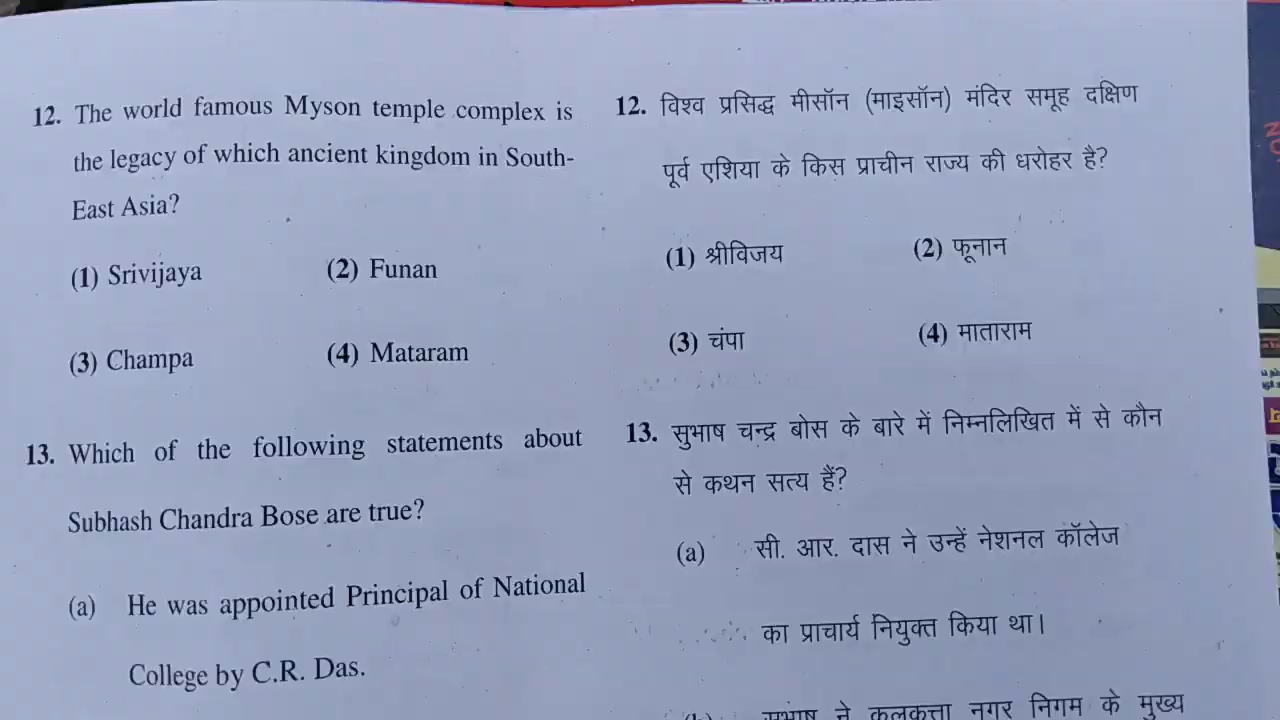 12. The world famous Myson temple complex is
the legacy of which ancient kingdom in South-
East Asia?
(1) Srivijaya (2) Funan
(3) Champa (4) Mataram
13. Which of the following statements about
Subhash Chandra Bose are true?
(a) He was appointed Principal of National
College by C.R. Das.
12. विश्व प्रसिद्ध मीसॉन (माइसॉन) मंदिर समूह दक्षिण
पूर्व एशिया के किस प्राचीन राज्य की धरोहर है?
(1) श्रीविजय (2) फूनान
(3) चंपा (4) माताराम
13. सुभाष चन्द्र बोस के बारे में निम्नलिखित में से कौन
से कथन सत्य हैं?
(a) सी. आर. दास ने उन्हें नेशनल कॉलेज
का प्राचार्य नियुक्त किया था।
(b) सुभाष ने कलकत्ता नगर निगम के मुख्य